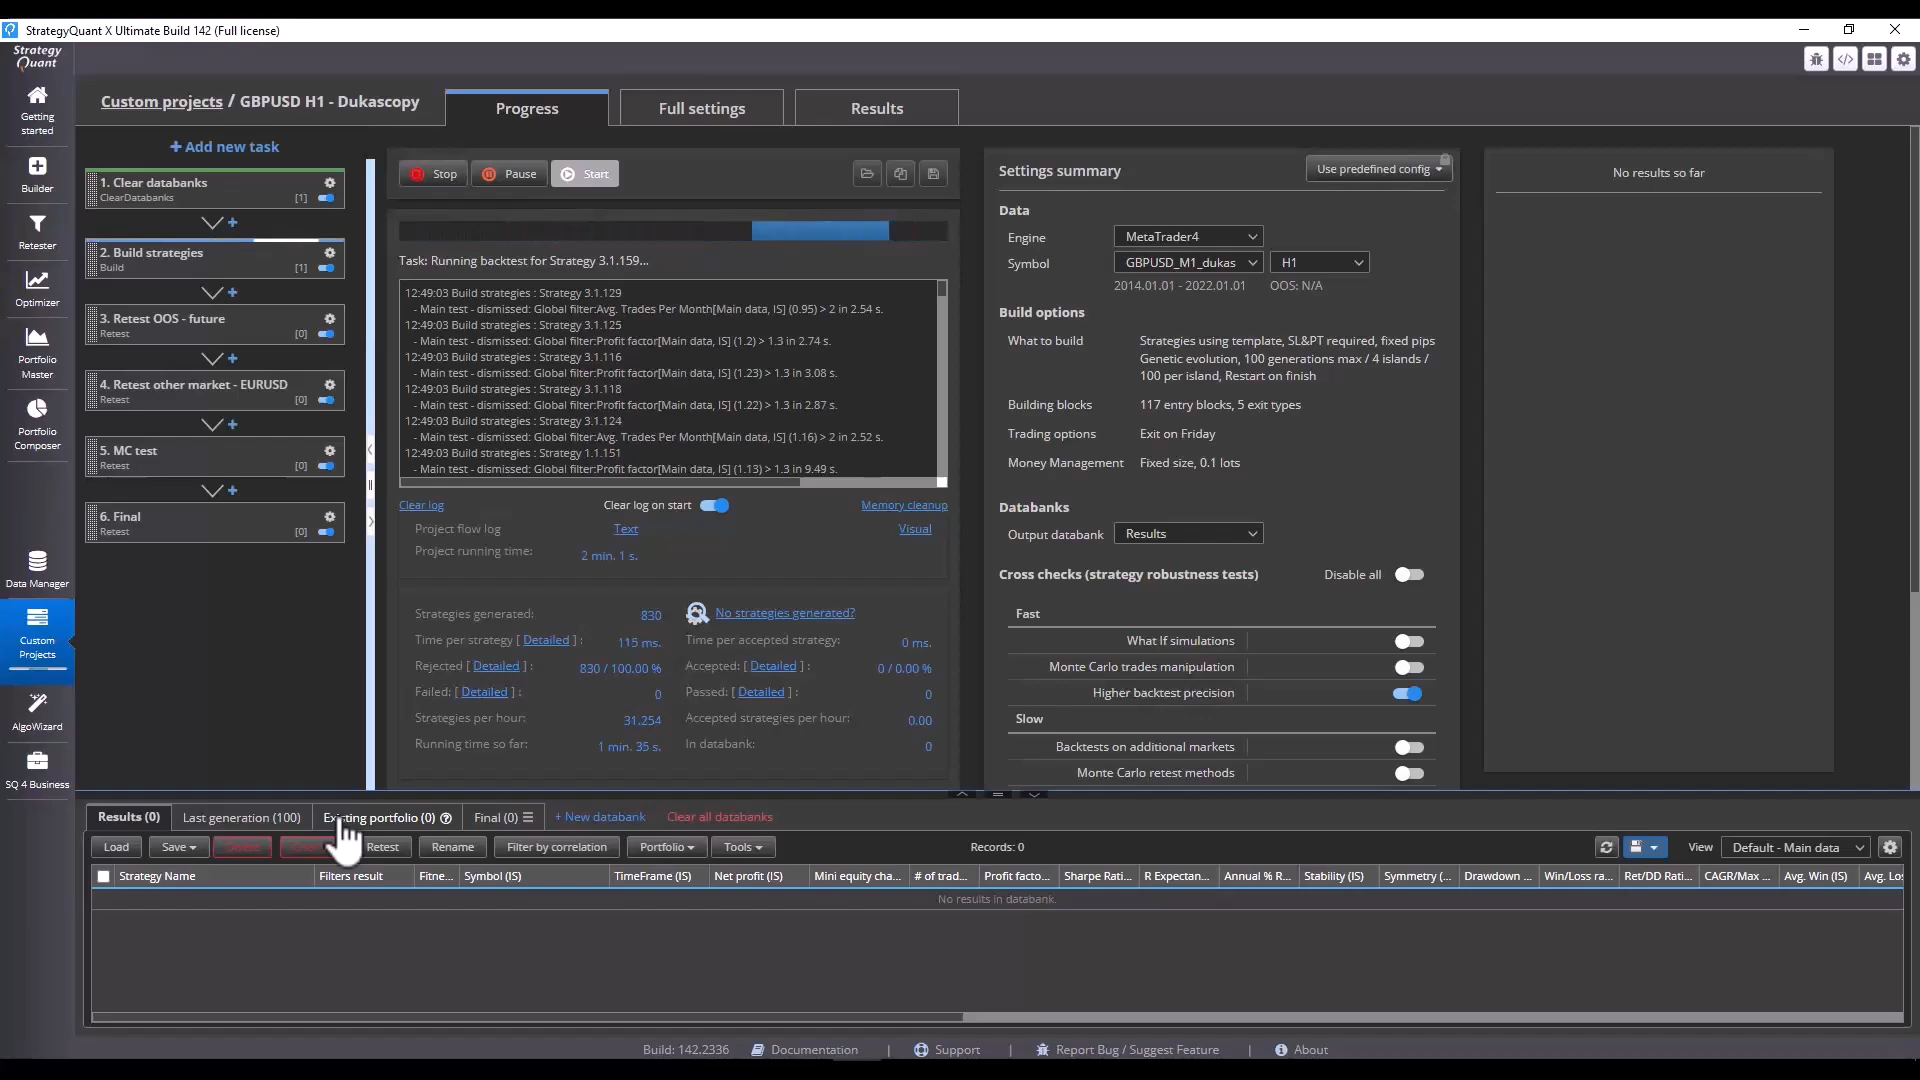 StrategyQuant X Ultimate Build 142 (Full license)
Strategy
Quant
Getting
started
Builder
Retester
Optimizer
Portfolio
Master
Portfolio
Composer
Data Manager
Custom
Projects
AlgoWizard
SQ 4 Business
Custom projects / GBPUSD H1 - Dukascopy
Progress
Full settings
Results
+ Add new task
1. Clear databanks
ClearDatabanks [1]
2. Build strategies
Build [1]
3. Retest OOS - future
Retest [0]
4. Retest other market - EURUSD
Retest [0]
5. MC test
Retest [0]
6. Final
Retest [0]
Stop
Pause
Start
Task: Running backtest for Strategy 3.1.159...
12:49:03 Build strategies : Strategy 3.1.129
- Main test - dismissed: Global filter:Avg. Trades Per Month[Main data, IS] (0.95) > 2 in 2.54 s.
12:49:03 Build strategies : Strategy 3.1.125
- Main test - dismissed: Global filter:Profit factor[Main data, IS] (1.2) > 1.3 in 2.74 s.
12:49:03 Build strategies : Strategy 3.1.116
- Main test - dismissed: Global filter:Profit factor[Main data, IS] (1.23) > 1.3 in 3.08 s.
12:49:03 Build strategies : Strategy 3.1.118
- Main test - dismissed: Global filter:Profit factor[Main data, IS] (1.22) > 1.3 in 2.87 s.
12:49:03 Build strategies : Strategy 3.1.124
- Main test - dismissed: Global filter:Avg. Trades Per Month[Main data, IS] (1.16) > 2 in 2.52 s.
12:49:03 Build strategies : Strategy 1.1.151
- Main test - dismissed: Global filter:Profit factor[Main data, IS] (1.13) > 1.3 in 9.49 s.
Clear log
Clear log on start
Memory cleanup
Project flow log Text Visual
Project running time: 2 min. 1 s.
Strategies generated: 830 No strategies generated?
Time per strategy [ Detailed ] : 115 ms. Time per accepted strategy: 0 ms.
Rejected [ Detailed ] : 830 / 100.00 % Accepted: [ Detailed ] : 0 / 0.00 %
Failed: [ Detailed ] : 0 Passed: [ Detailed ] : 0
Strategies per hour: 31.254 Accepted strategies per hour: 0.00
Running time so far: 1 min. 35 s. In databank: 0
Settings summary
Use predefined config
Data
Engine MetaTrader4
Symbol GBPUSD_M1_dukas H1
2014.01.01 - 2022.01.01 OOS: N/A
Build options
What to build Strategies using template, SL&PT required, fixed pips
Genetic evolution, 100 generations max / 4 islands /
100 per island, Restart on finish
Building blocks 117 entry blocks, 5 exit types
Trading options Exit on Friday
Money Management Fixed size, 0.1 lots
Databanks
Output databank Results
Cross checks (strategy robustness tests) Disable all
Fast
What If simulations
Monte Carlo trades manipulation
Higher backtest precision
Slow
Backtests on additional markets
Monte Carlo retest methods
No results so far
Results (0) Last generation (100) Existing portfolio (0) Final (0) + New databank Clear all databanks
Load Save Retest Rename Filter by correlation Portfolio Tools Records: 0 View Default - Main data
Strategy Name Filters result Fitne... Symbol (IS) TimeFrame (IS) Net profit (IS) Mini equity cha... # of trad... Profit facto... Sharpe Rati... R Expectan... Annual % R... Stability (IS) Symmetry (... Drawdown ... Win/Loss ra... Ret/DD Rati... CAGR/Max ... Avg. Win (IS) Avg. Los
No results in databank.
Build: 142.2336 Documentation | Support | Report Bug / Suggest Feature | About